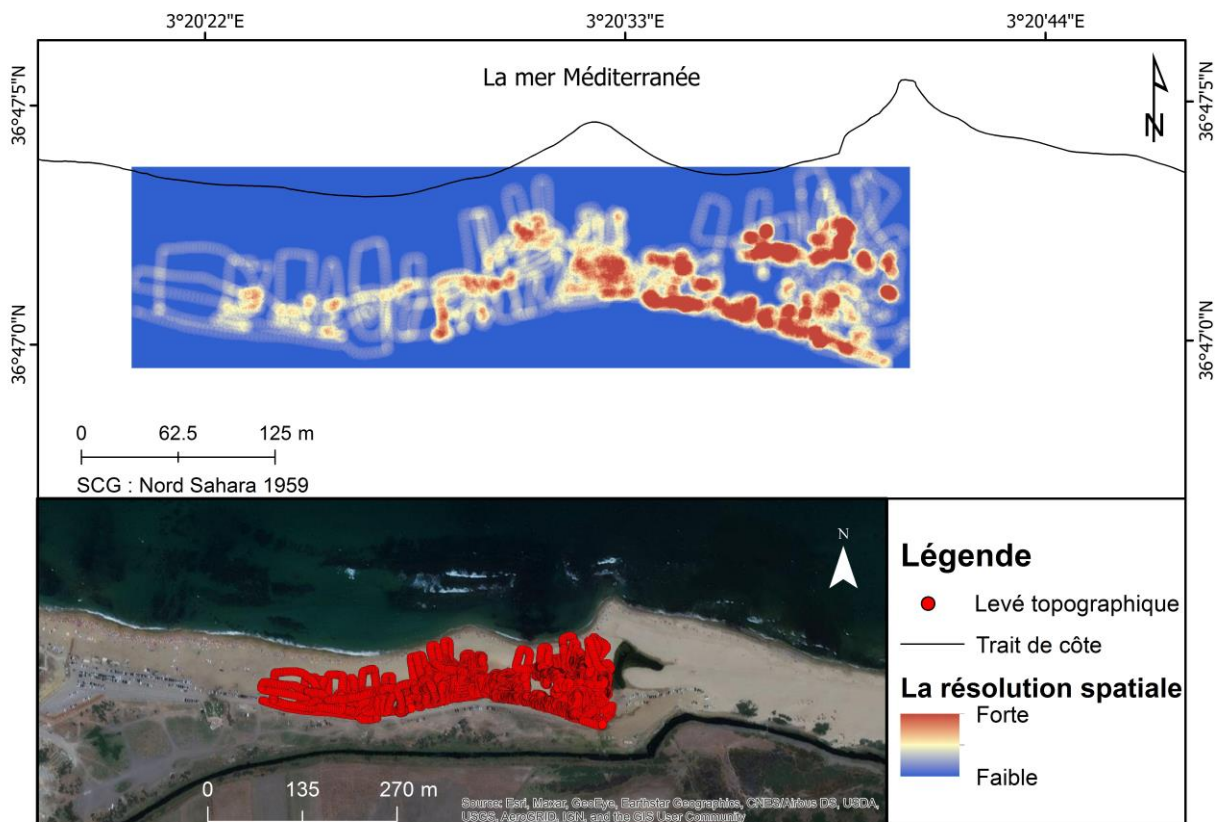 3°20'22"E
3°20'33"E
3°20'44"E
La mer Méditerranée
N
36°47'5"N
36°47'5"N
36°47'0"N
36°47'0"N
0 62.5 125 m
SCG : Nord Sahara 1959
N
Légende
Levé topographique
Trait de côte
La résolution spatiale
Forte
Faible
0 135 270 m
Source: Esri, Maxar, GeoEye, Earthstar Geographics, CNES/Airbus DS, USDA,
USGS, AeroGRID, IGN, and the GIS User Community